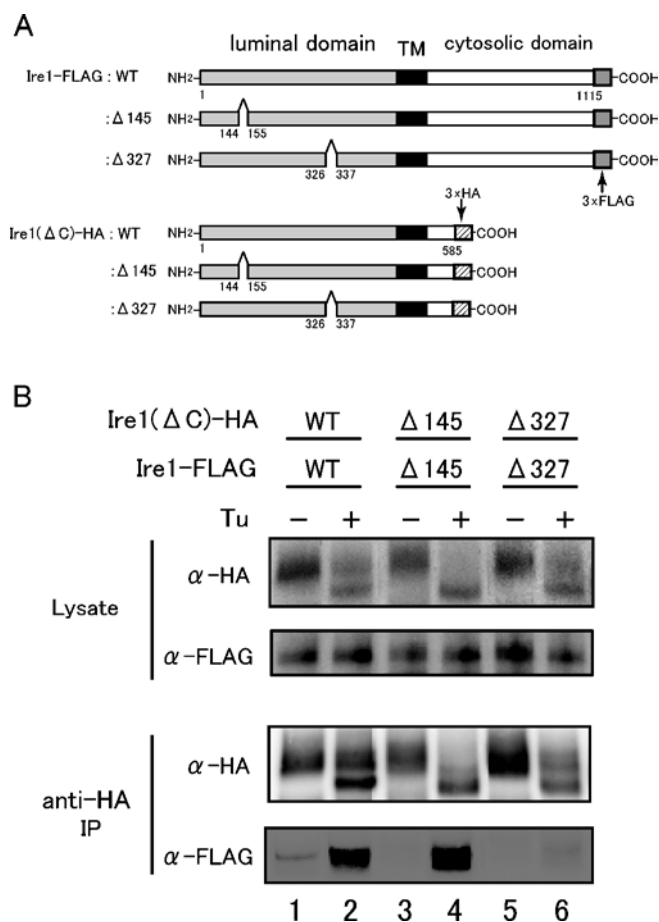 A
luminal domain TM cytosolic domain
Ire1-FLAG : WT NH2- -COOH
1 1115
: Δ145 NH2- -COOH
144 155
: Δ327 NH2- -COOH
326 337
3×HA 3×FLAG
Ire1(ΔC)-HA : WT NH2- -COOH
1 585
: Δ145 NH2- -COOH
144 155
: Δ327 NH2- -COOH
326 337
B
Ire1(ΔC)-HA WT Δ145 Δ327
Ire1-FLAG WT Δ145 Δ327
Tu − + − + − +
Lysate
α-HA
α-FLAG
anti-HA
IP
α-HA
α-FLAG
1 2 3 4 5 6